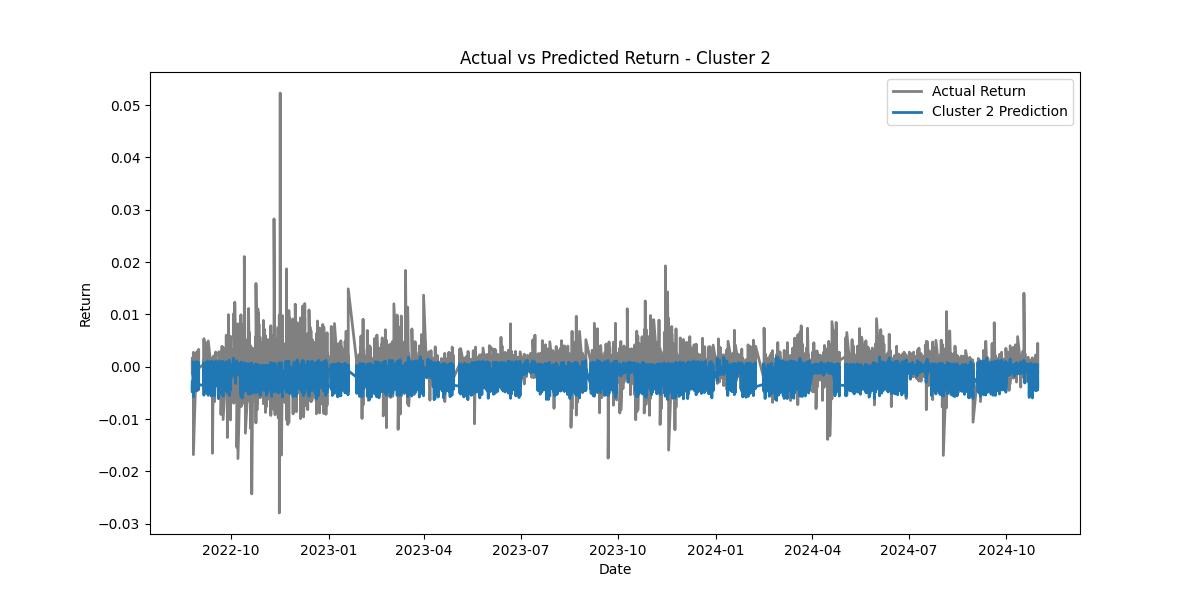 Actual vs Predicted Return - Cluster 2
Actual Return
Cluster 2 Prediction
Return
0.05
0.04
0.03
0.02
0.01
0.00
−0.01
−0.02
−0.03
2022-10 2023-01 2023-04 2023-07 2023-10 2024-01 2024-04 2024-07 2024-10
Date